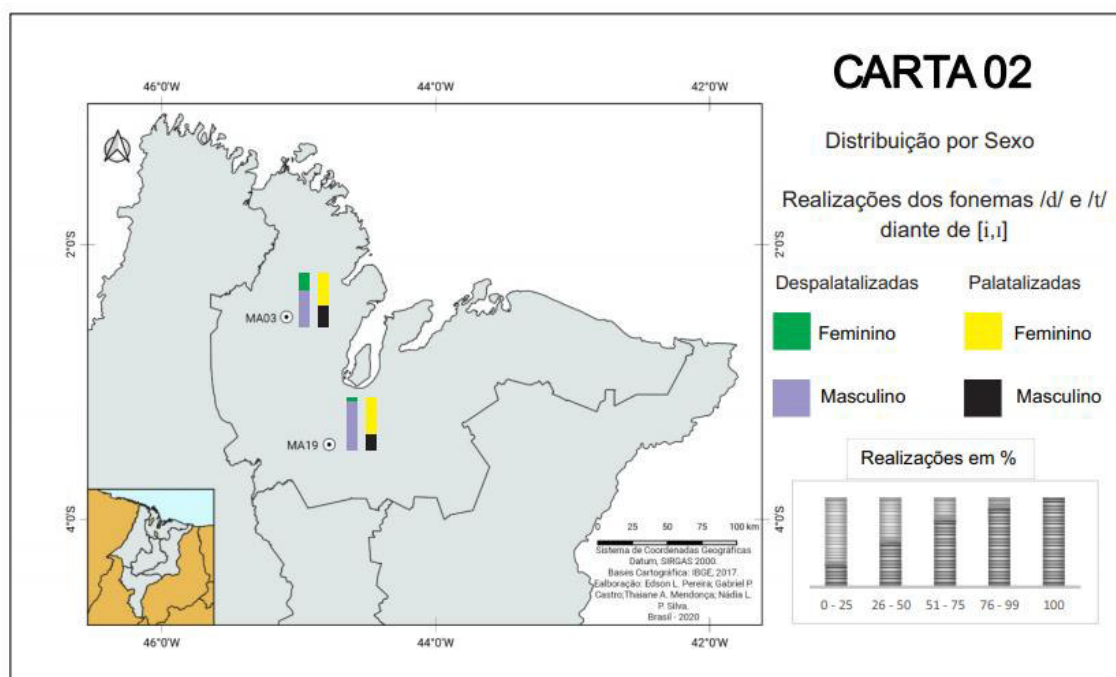 CARTA 02
Distribuição por Sexo
Realizações dos fonemas /d/ e /t/
diante de [i,ɪ]
Despalatalizadas
Palatalizadas
Feminino
Feminino
Masculino
Masculino
Realizações em %
0 - 25
26 - 50
51 - 75
76 - 99
100
46°0'W
44°0'W
42°0'W
2°0'S
2°0'S
4°0'S
4°0'S
MA03
MA19
0 25 50 75 100 km
Sistema de Coordenadas Geográficas
Datum, SIRGAS 2000.
Bases Cartográfica: IBGE, 2017.
Ealboração: Edson L. Pereira; Gabriel P.
Castro;Thaiane A. Mendonça; Nádia L.
P. Silva.
Brasil - 2020
46°0'W
44°0'W
42°0'W